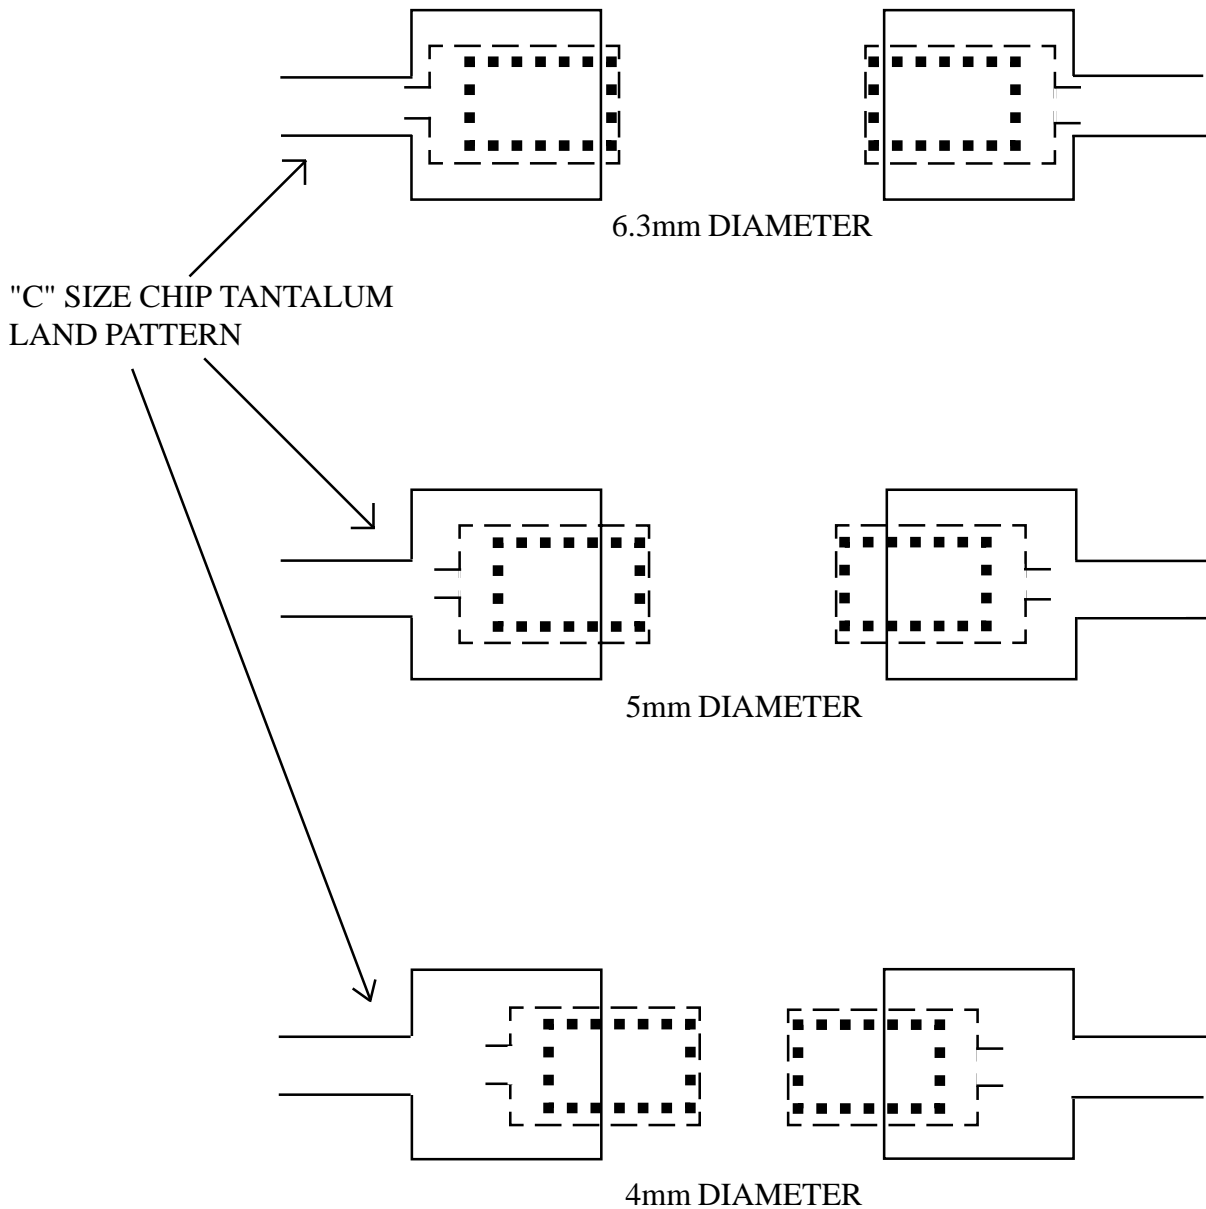 6.3mm DIAMETER
"C" SIZE CHIP TANTALUM
LAND PATTERN
5mm DIAMETER
4mm DIAMETER